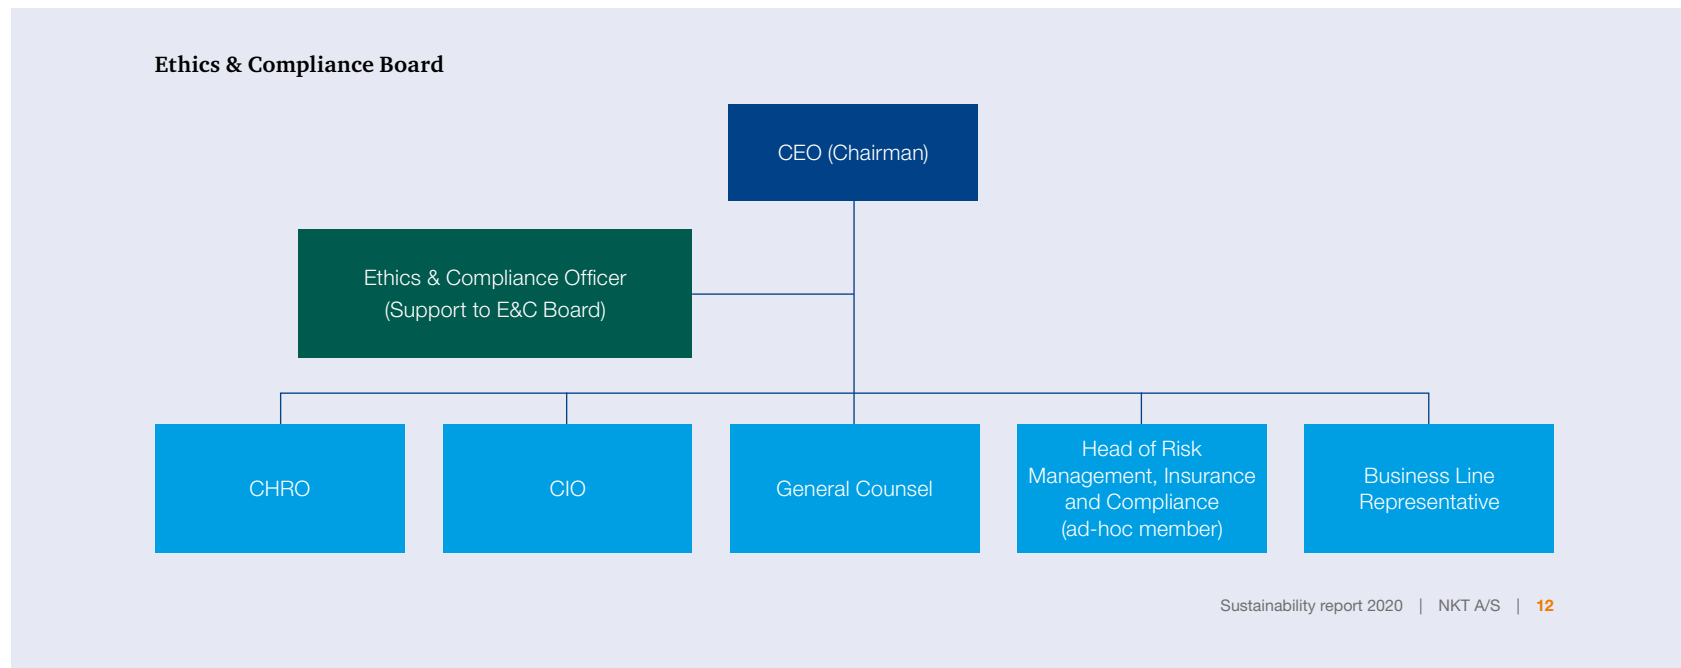 Ethics & Compliance Board
CEO (Chairman)
Ethics & Compliance Officer
(Support to E&C Board)
CHRO
CIO
General Counsel
Head of Risk
Management, Insurance
and Compliance
(ad-hoc member)
Business Line
Representative
Sustainability report 2020 | NKT A/S | 12